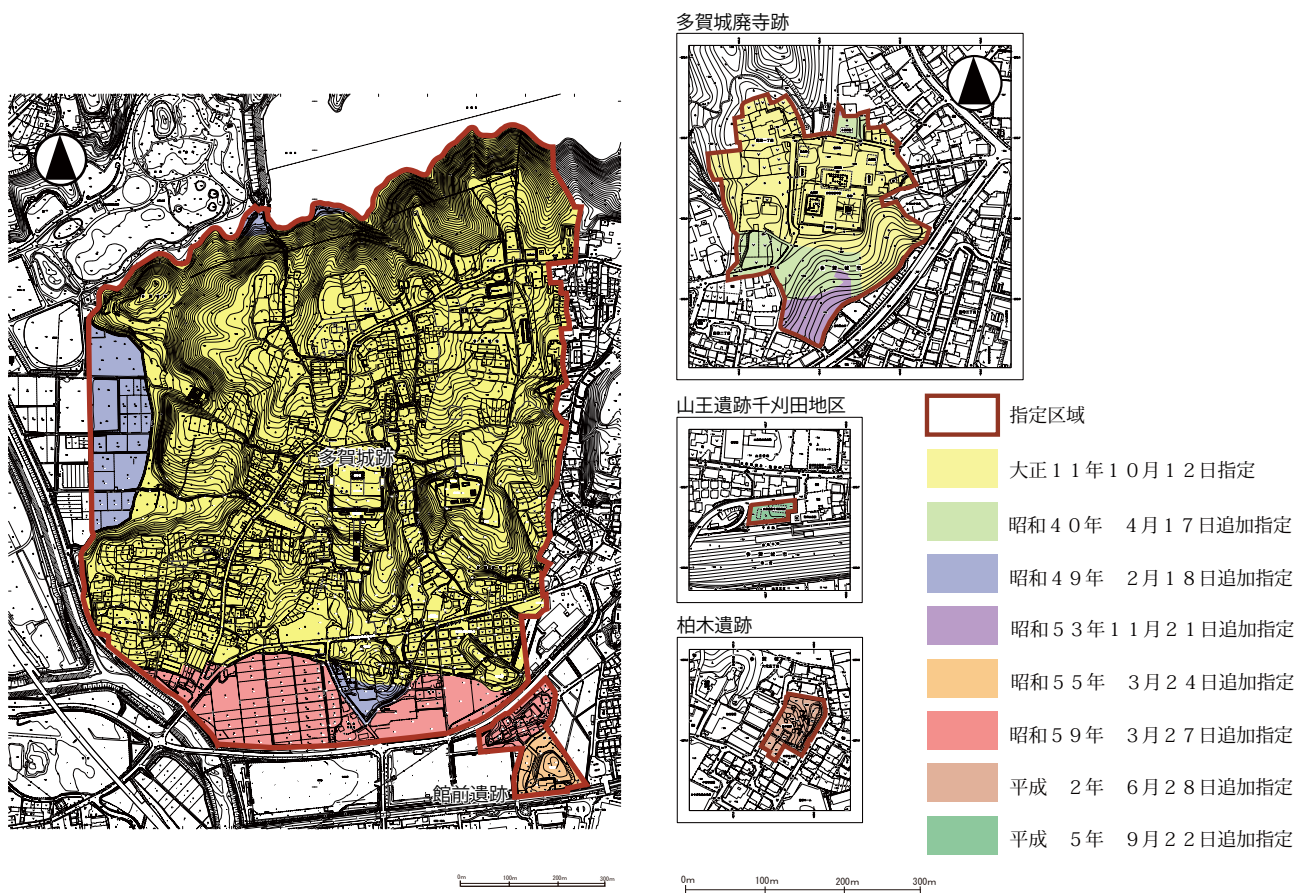 多賀城跡
館前遺跡
0m 100m 200m 300m
多賀城廃寺跡
山王遺跡千刈田地区
柏木遺跡
指定区域
大正１１年１０月１２日指定
昭和４０年　４月１７日追加指定
昭和４９年　２月１８日追加指定
昭和５３年１１月２１日追加指定
昭和５５年　３月２４日追加指定
昭和５９年　３月２７日追加指定
平成　２年　６月２８日追加指定
平成　５年　９月２２日追加指定
0m 100m 200m 300m